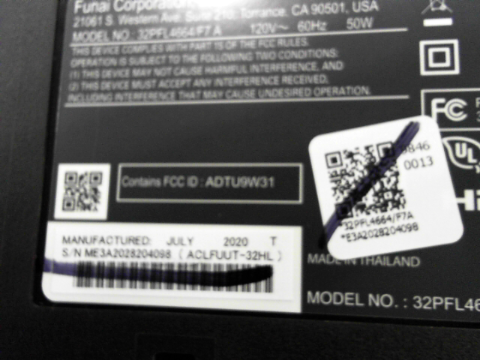 Funai Corporation,
21061 S. Western Ave, Suite 210, Torrance, CA 90501, USA
MODEL NO : 32PFL4664/F7 A 120V~ 60Hz 50W
THIS DEVICE COMPLIES WITH PART 15 OF THE FCC RULES.
OPERATION IS SUBJECT TO THE FOLLOWING TWO CONDITIONS:
(1) THIS DEVICE MAY NOT CAUSE HARMFUL INTERFERENCE, AND
(2) THIS DEVICE MUST ACCEPT ANY INTERFERENCE RECEIVED,
INCLUDING INTERFERENCE THAT MAY CAUSE UNDESIRED OPERATION.
FC
UL
Contains FCC ID : ADTU9W31
MANUFACTURED: JULY 2020 T
S/N ME3A2028204098 ( ACLFUUT-32HL )
8846
0013
32PFL4664/F7A
*E3A2028204098
MADE IN THAILAND
MODEL NO. : 32PFL46